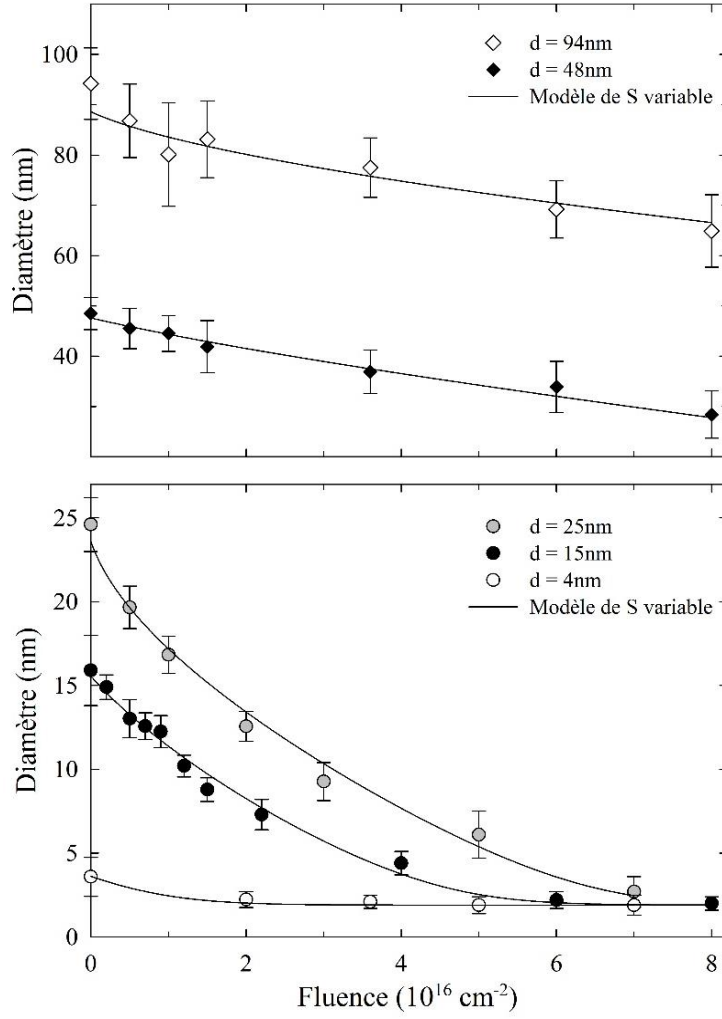 100
80
60
40
Diamètre (nm)
d = 94nm
d = 48nm
Modèle de S variable
25
20
15
10
5
0
Diamètre (nm)
d = 25nm
d = 15nm
d = 4nm
Modèle de S variable
0 2 4 6 8
Fluence (10¹⁶ cm⁻²)